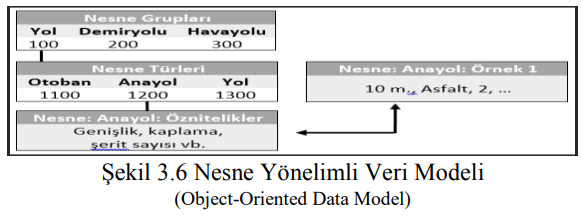 Nesne Grupları
Yol Demiryolu Havayolu
100 200 300
Nesne Türleri
Otoban Anayol Yol
1100 1200 1300
Nesne: Anayol: Öznitelikler
Genişlik, kaplama,
şerit sayısı vb.
Nesne: Anayol: Örnek 1
10 m., Asfalt, 2, ...
Şekil 3.6 Nesne Yönelimli Veri Modeli
(Object-Oriented Data Model)